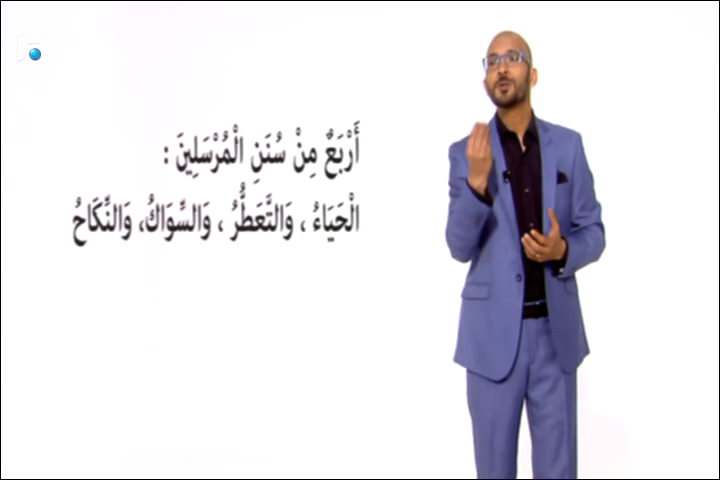 أَرْبَعٌ مِنْ سُنَنِ الْمُرْسَلِينَ :
الْحَيَاءُ ، وَالتَّعَطُّرُ ، وَالسِّوَاكُ، وَالنِّكَاحُ